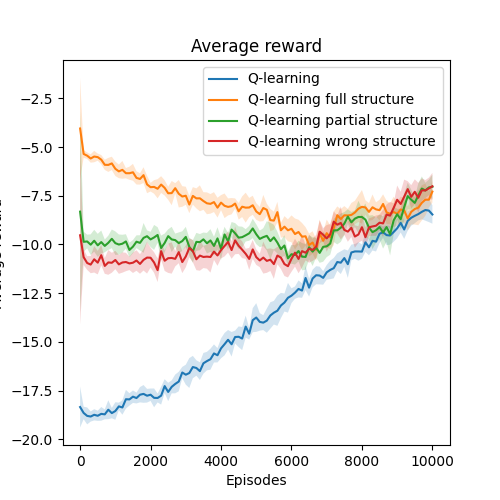 Average reward
Q-learning
Q-learning full structure
Q-learning partial structure
Q-learning wrong structure
−2.5
−5.0
−7.5
−10.0
−12.5
−15.0
−17.5
−20.0
0 2000 4000 6000 8000 10000
Episodes